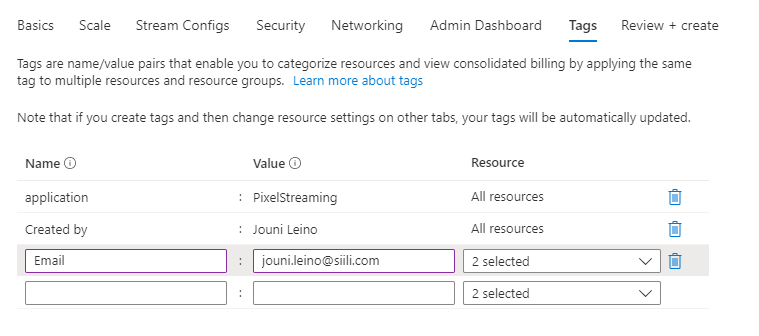 Basics Scale Stream Configs Security Networking Admin Dashboard Tags Review + create
Tags are name/value pairs that enable you to categorize resources and view consolidated billing by applying the same
tag to multiple resources and resource groups. Learn more about tags
Note that if you create tags and then change resource settings on other tabs, your tags will be automatically updated.
Name Value Resource
application : PixelStreaming All resources
Created by : Jouni Leino All resources
Email : jouni.leino@siili.com 2 selected
: 2 selected